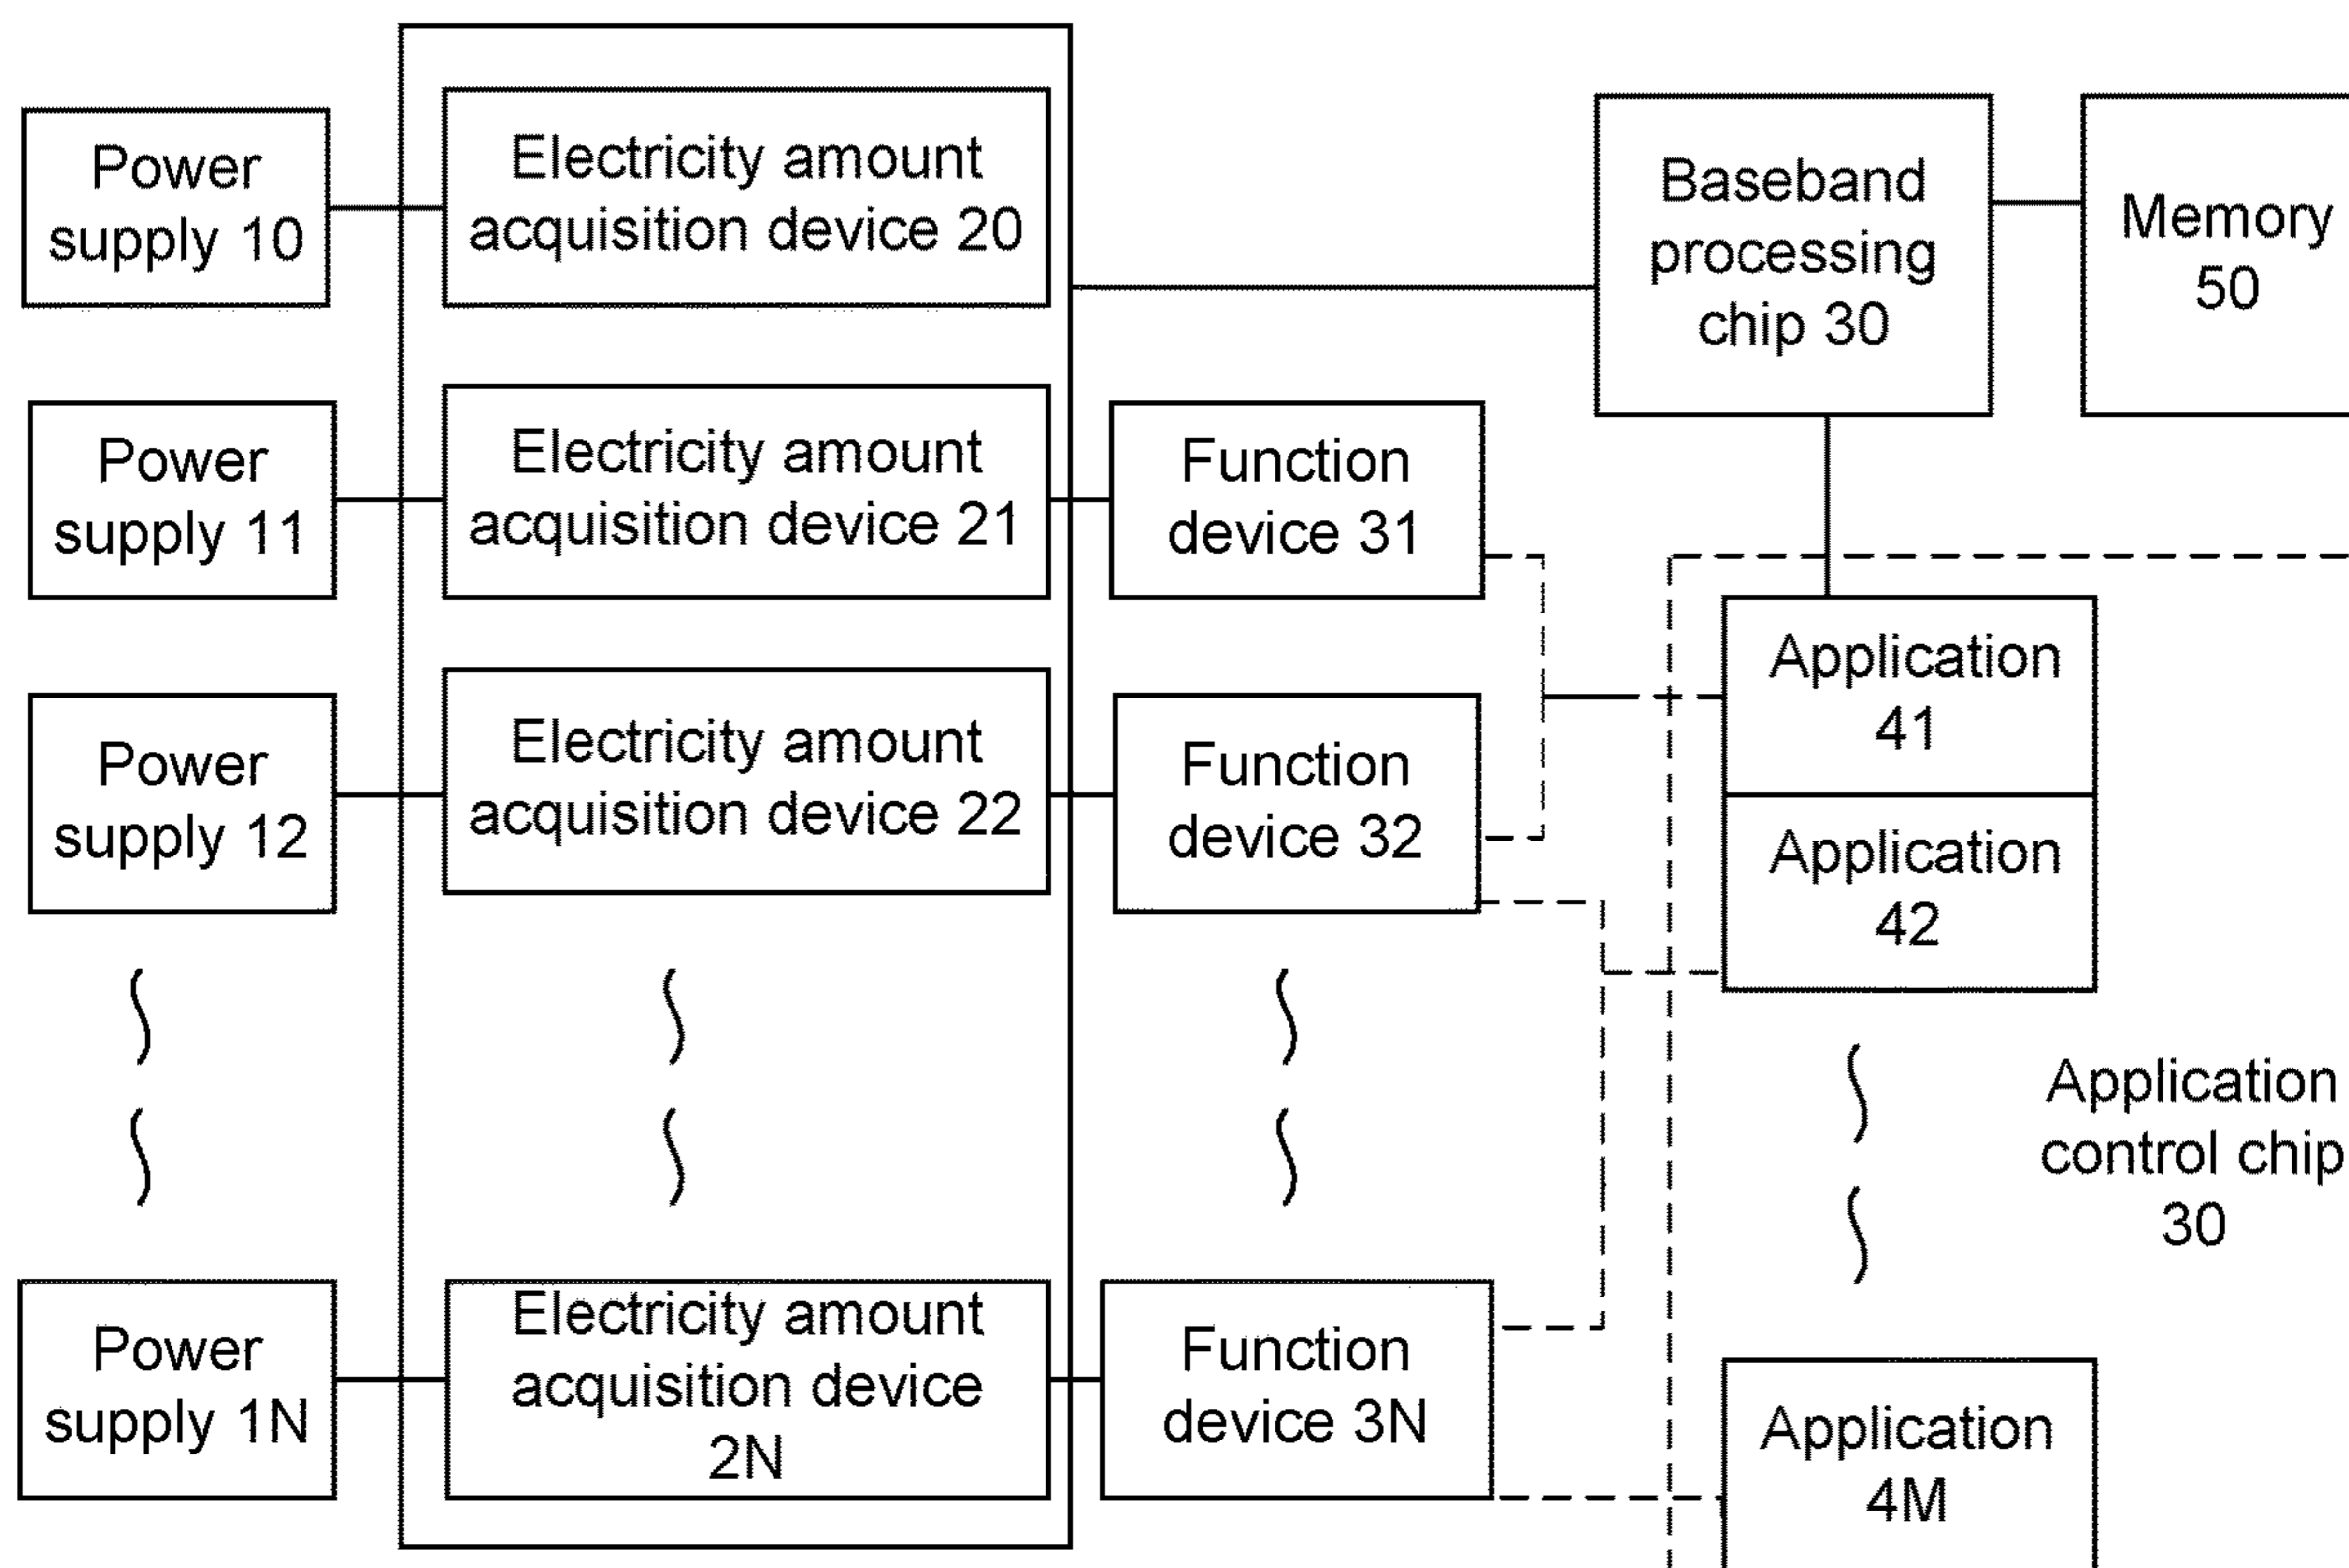 Power
supply 10
Electricity amount
acquisition device 20
Baseband
processing
chip 30
Memory
50
Power
supply 11
Electricity amount
acquisition device 21
Function
device 31
Power
supply 12
Electricity amount
acquisition device 22
Function
device 32
Application
41
Application
42
Application
control chip
30
Power
supply 1N
Electricity amount
acquisition device
2N
Function
device 3N
Application
4M